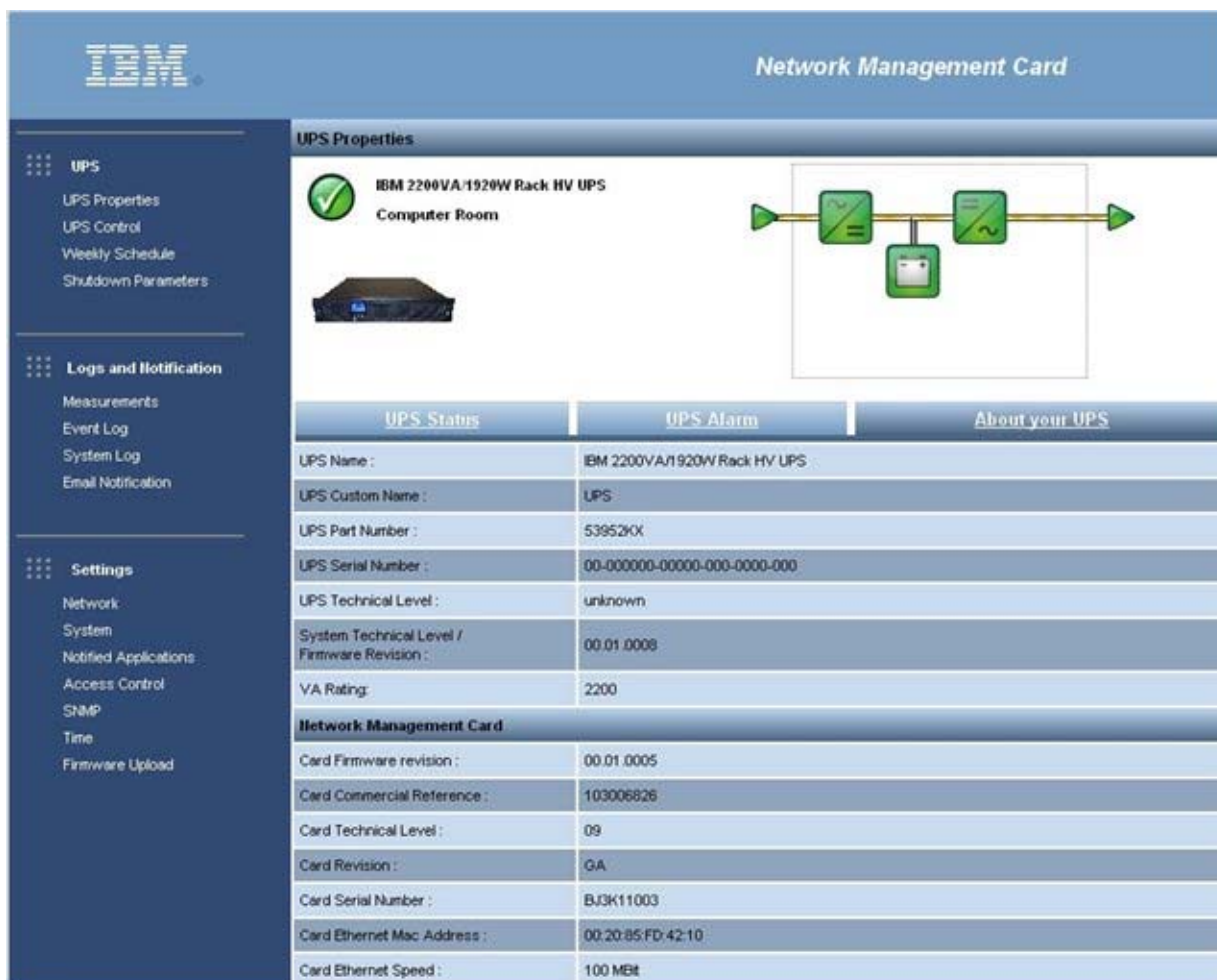 IBM
Network Management Card
UPS
UPS Properties
UPS Control
Weekly Schedule
Shutdown Parameters
Logs and Notification
Measurements
Event Log
System Log
Email Notification
Settings
Network
System
Notified Applications
Access Control
SNMP
Time
Firmware Upload
UPS Properties
IBM 2200VA/1920W Rack HV UPS
Computer Room
UPS Status UPS Alarm About your UPS
UPS Name : IBM 2200VA/1920W Rack HV UPS
UPS Custom Name : UPS
UPS Part Number : 53952KX
UPS Serial Number : 00-000000-00000-000-0000-000
UPS Technical Level : unknown
System Technical Level /
Firmware Revision : 00.01.0008
VA Rating: 2200
Network Management Card
Card Firmware revision : 00.01.0005
Card Commercial Reference : 103006826
Card Technical Level : 09
Card Revision : GA
Card Serial Number : BJ3K11003
Card Ethernet Mac Address : 00:20:85:FD:42:10
Card Ethernet Speed : 100 MBit